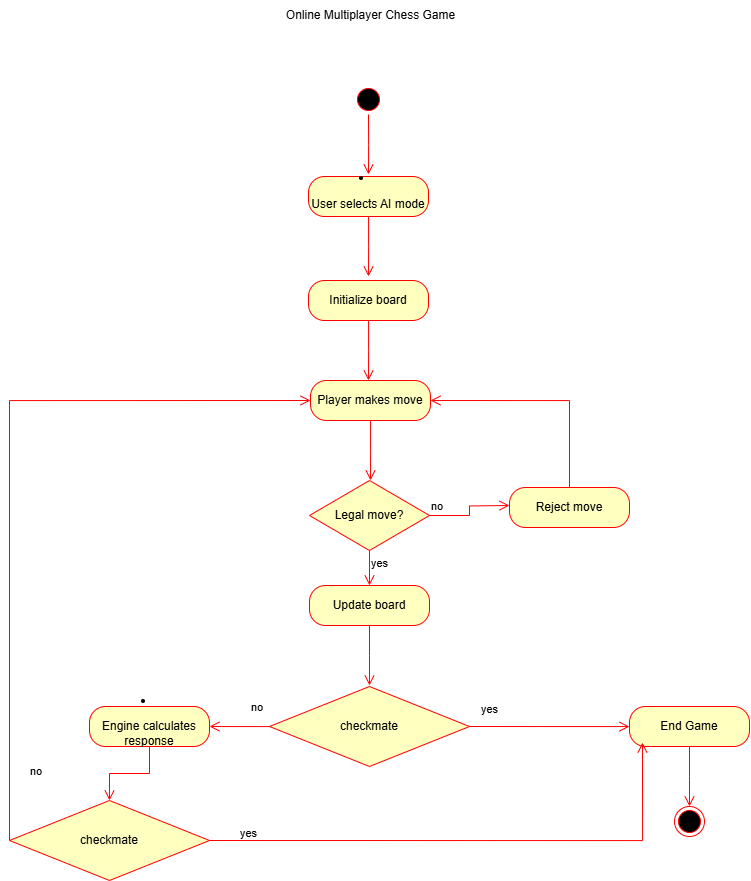 Online Multiplayer Chess Game
User selects AI mode
Initialize board
Player makes move
Legal move?
no
Reject move
yes
Update board
no
checkmate
yes
Engine calculates
response
End Game
no
checkmate
yes